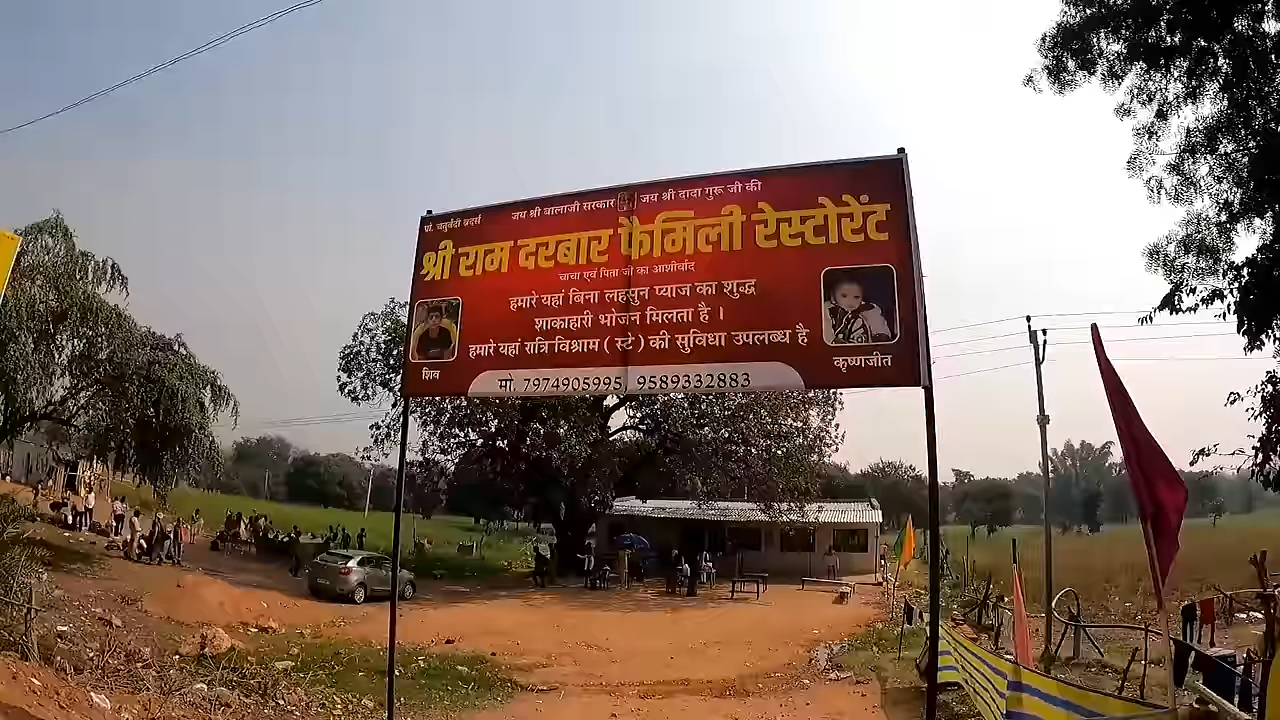 जय श्री बालाजी सरकार जय श्री दादा गुरू जी की
प्रो. चतुर्वेदी ब्रदर्स
श्री राम दरबार फैमिली रेस्टोरेंट
चाचा एवं पिता जी का आशीर्वाद
हमारे यहां बिना लहसुन प्याज का शुद्ध
शाकाहारी भोजन मिलता है ।
हमारे यहां रात्रि विश्राम ( स्टे ) की सुविधा उपलब्ध है
शिव
कृष्णजीत
मो. 7974905995, 9589332883